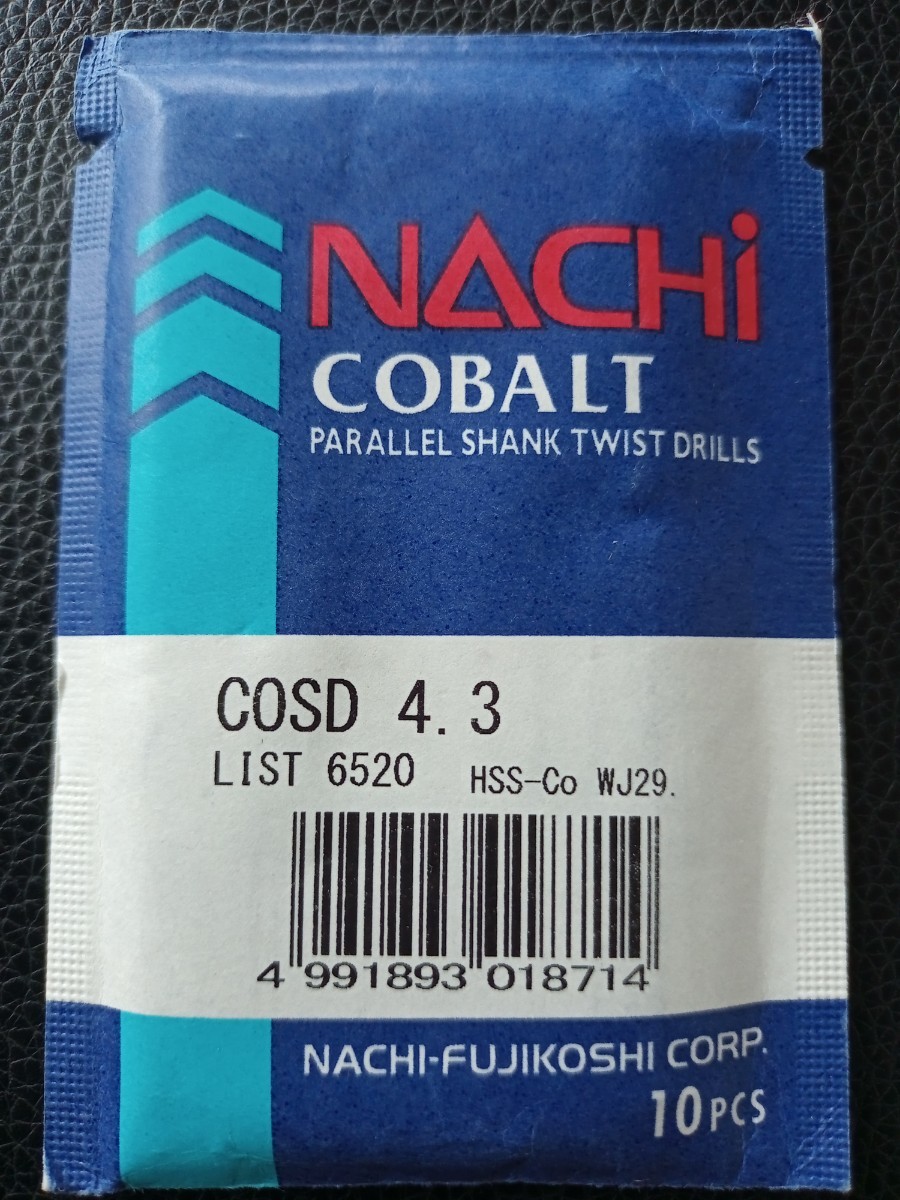 NACHi
COBALT
PARALLEL SHANK TWIST DRILLS
COSD 4.3
LIST 6520 HSS-Co WJ29.
4 991893 018714
NACHI-FUJIKOSHI CORP.
10PCS